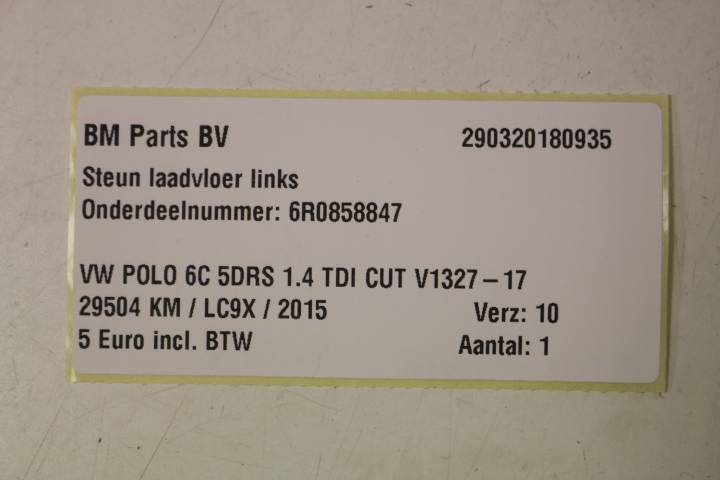 BM Parts BV 290320180935
Steun laadvloer links
Onderdeelnummer: 6R0858847
VW POLO 6C 5DRS 1.4 TDI CUT V1327-17
29504 KM / LC9X / 2015 Verz: 10
5 Euro incl. BTW Aantal: 1